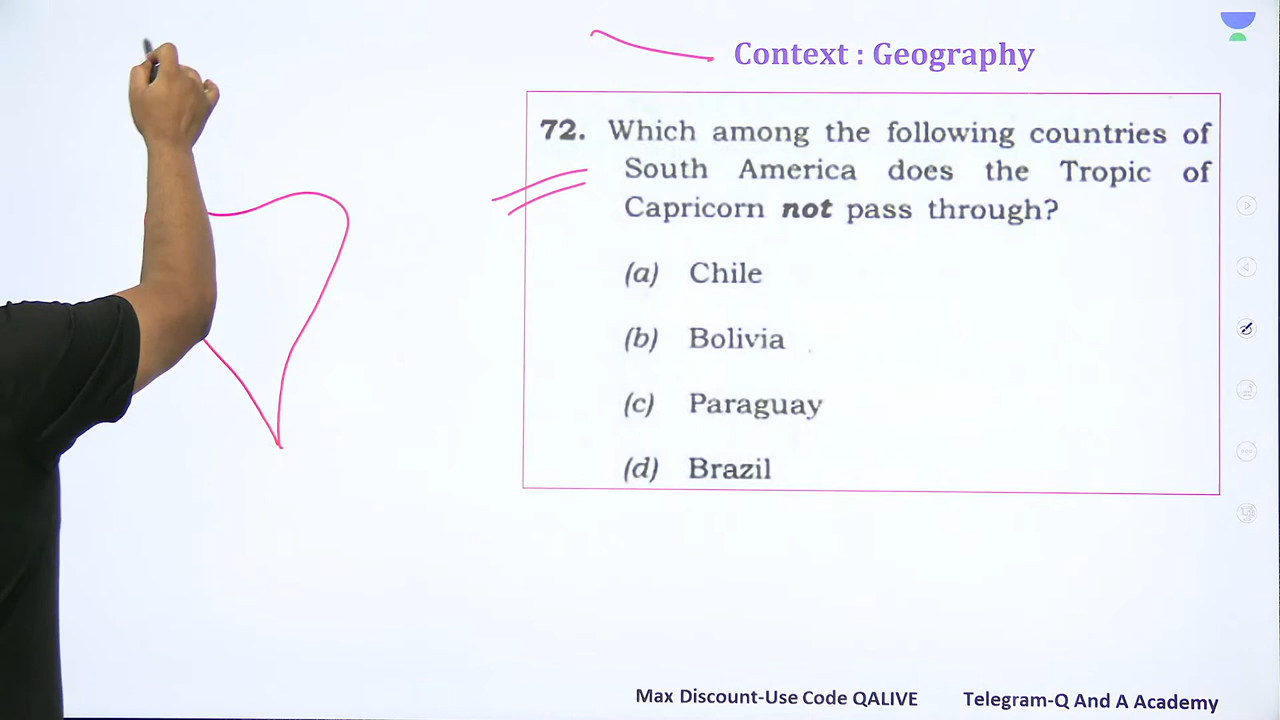 Context : Geography
72. Which among the following countries of
South America does the Tropic of
Capricorn not pass through?
(a) Chile
(b) Bolivia
(c) Paraguay
(d) Brazil
Max Discount-Use Code QALIVE
Telegram-Q And A Academy